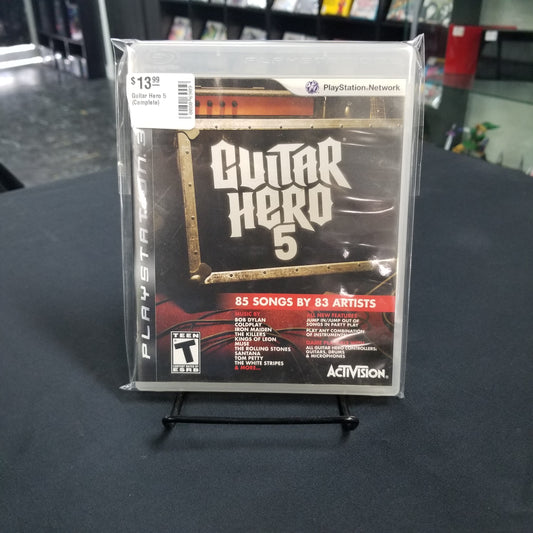 PLAYSTATION
$13.99
Guitar Hero 5
(Complete)
PlayStation Network
PLAYSTATION 3
GUITAR
HERO
5
85 SONGS BY 83 ARTISTS
MUSIC BY
BOB DYLAN
COLDPLAY
IRON MAIDEN
THE KILLERS
KINGS OF LEON
MUSE
THE ROLLING STONES
SANTANA
TOM PETTY
THE WHITE STRIPES
& MORE...
ALL NEW FEATURES
JUMP IN/JUMP OUT OF
SONGS IN PARTY PLAY
PLAY ANY COMBINATION
OF INSTRUMENTS
ALL GUITAR HERO CONTROLLERS:
GUITARS, DRUMS
& MICROPHONES
TEEN
T
ESRB
ACTIVISION